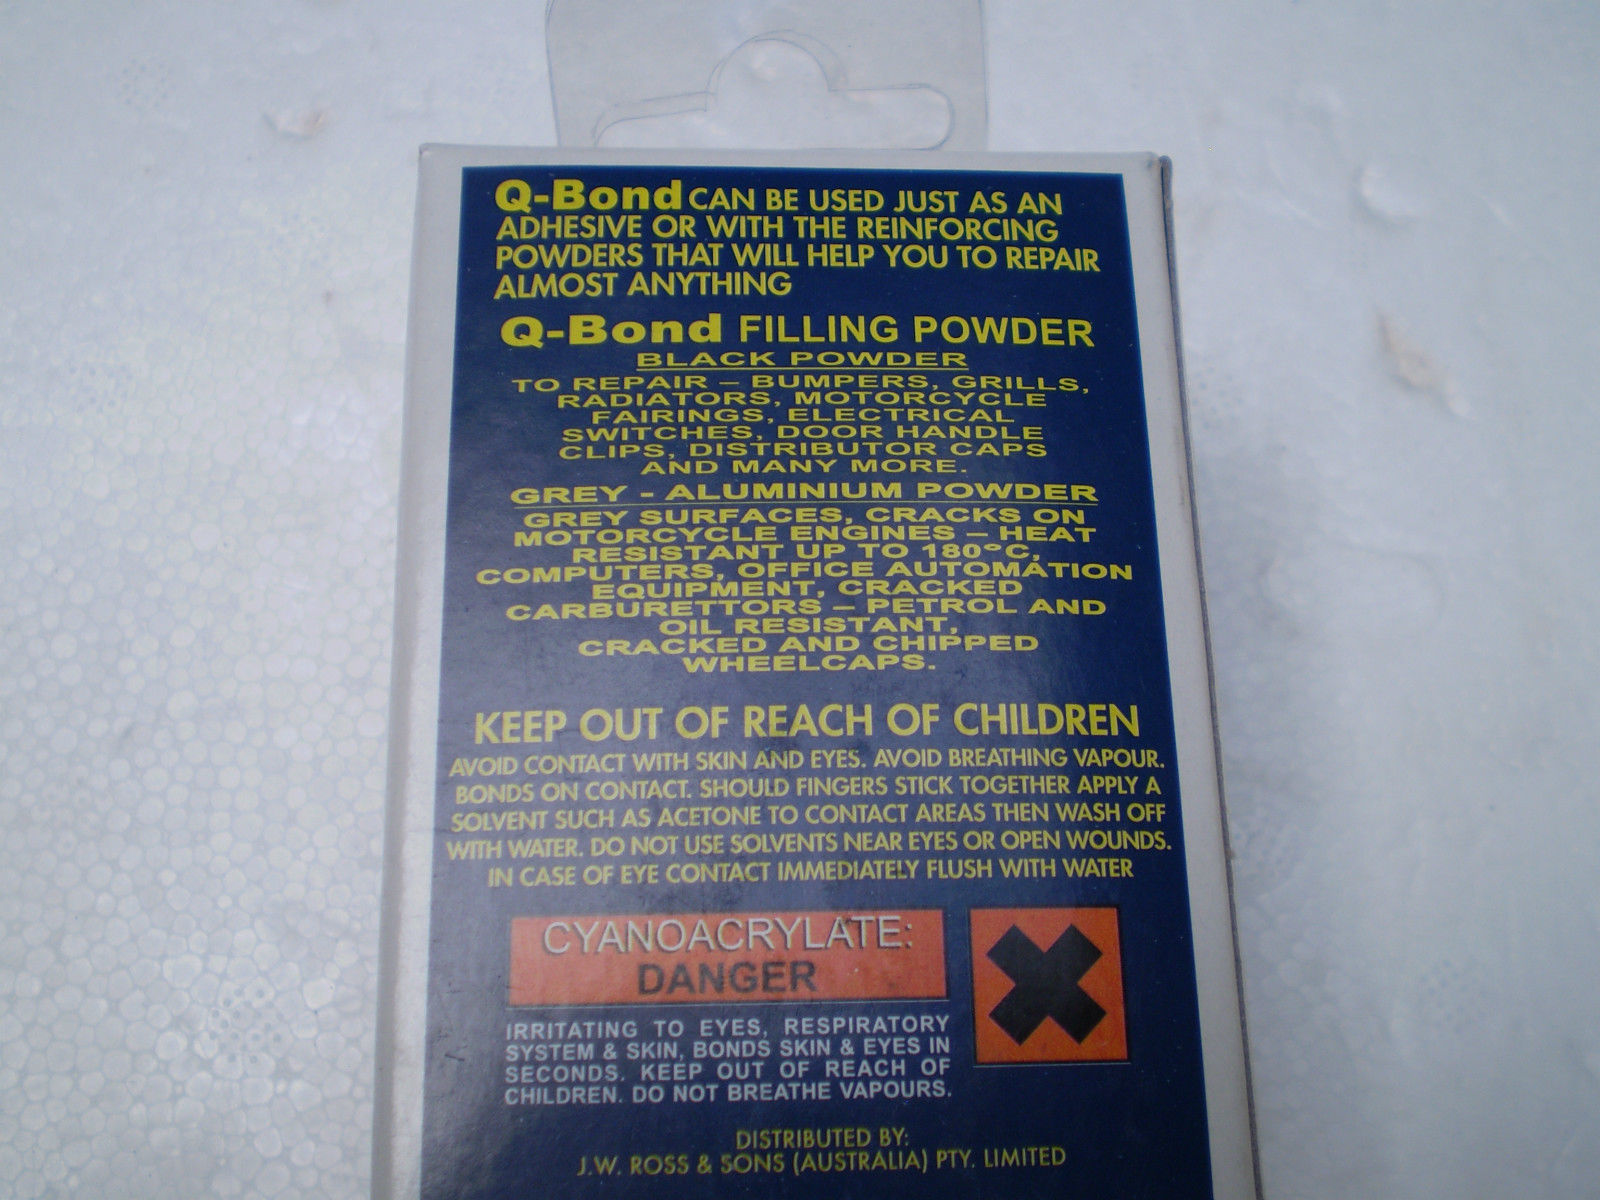 Q-Bond CAN BE USED JUST AS AN
ADHESIVE OR WITH THE REINFORCING
POWDERS THAT WILL HELP YOU TO REPAIR
ALMOST ANYTHING
Q-Bond FILLING POWDER
BLACK POWDER
TO REPAIR – BUMPERS, GRILLS,
RADIATORS, MOTORCYCLE
FAIRINGS, ELECTRICAL
SWITCHES, DOOR HANDLE
CLIPS, DISTRIBUTOR CAPS
AND MANY MORE.
GREY - ALUMINIUM POWDER
GREY SURFACES, CRACKS ON
MOTORCYCLE ENGINES – HEAT
RESISTANT UP TO 180°C,
COMPUTERS, OFFICE AUTOMATION
EQUIPMENT, CRACKED
CARBURETTORS – PETROL AND
OIL RESISTANT,
CRACKED AND CHIPPED
WHEELCAPS.
KEEP OUT OF REACH OF CHILDREN
AVOID CONTACT WITH SKIN AND EYES. AVOID BREATHING VAPOUR.
BONDS ON CONTACT. SHOULD FINGERS STICK TOGETHER APPLY A
SOLVENT SUCH AS ACETONE TO CONTACT AREAS THEN WASH OFF
WITH WATER. DO NOT USE SOLVENTS NEAR EYES OR OPEN WOUNDS.
IN CASE OF EYE CONTACT IMMEDIATELY FLUSH WITH WATER
CYANOACRYLATE:
DANGER
IRRITATING TO EYES, RESPIRATORY
SYSTEM & SKIN, BONDS SKIN & EYES IN
SECONDS. KEEP OUT OF REACH OF
CHILDREN. DO NOT BREATHE VAPOURS.
DISTRIBUTED BY:
J.W. ROSS & SONS (AUSTRALIA) PTY. LIMITED